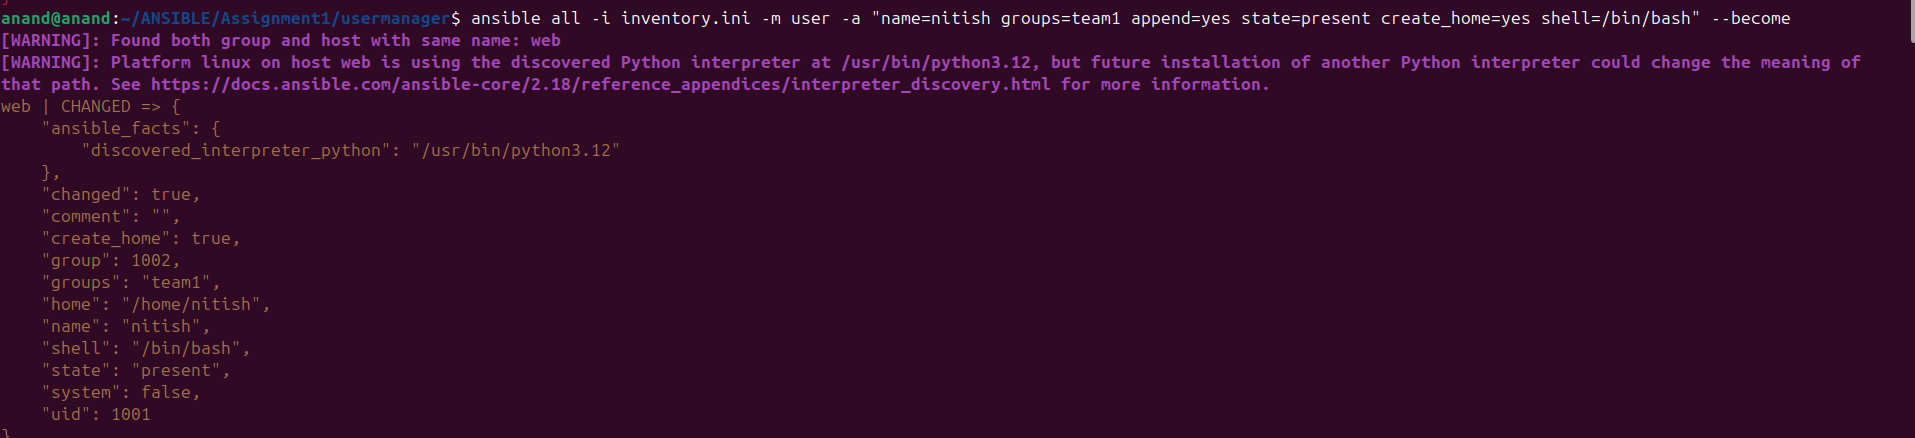 }
anand@anand:~/ANSIBLE/Assignment1/usermanager$ ansible all -i inventory.ini -m user -a "name=nitish groups=team1 append=yes state=present create_home=yes shell=/bin/bash" --become
[WARNING]: Found both group and host with same name: web
[WARNING]: Platform linux on host web is using the discovered Python interpreter at /usr/bin/python3.12, but future installation of another Python interpreter could change the meaning of
that path. See https://docs.ansible.com/ansible-core/2.18/reference_appendices/interpreter_discovery.html for more information.
web | CHANGED => {
    "ansible_facts": {
        "discovered_interpreter_python": "/usr/bin/python3.12"
    },
    "changed": true,
    "comment": "",
    "create_home": true,
    "group": 1002,
    "groups": "team1",
    "home": "/home/nitish",
    "name": "nitish",
    "shell": "/bin/bash",
    "state": "present",
    "system": false,
    "uid": 1001
}